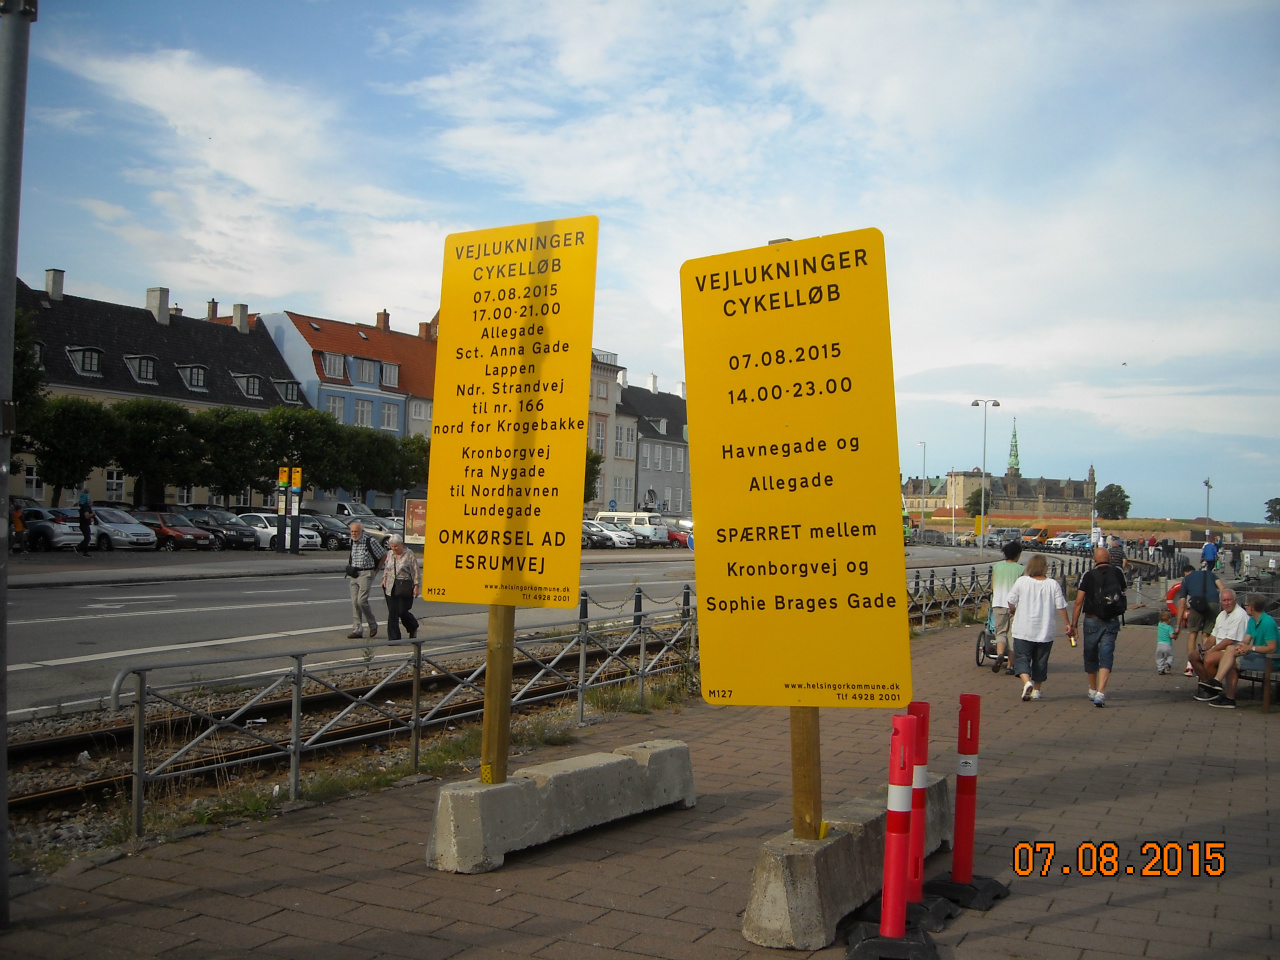 VEJLUKNINGER
CYKELLØB
07.08.2015
17.00-21.00
Allegade
Sct. Anna Gade
Lappen
Ndr. Strandvej
til nr. 166
nord for Krogebakke
Kronborgvej
fra Nygade
til Nordhavnen
Lundegade
OMKØRSEL AD
ESRUMVEJ
www.helsingorkommune.dk
M122
Tlf 4928 2001
VEJLUKNINGER
CYKELLØB
07.08.2015
14.00-23.00
Havnegade og
Allegade
SPÆRRET mellem
Kronborgvej og
Sophie Brages Gade
www.helsingorkommune.dk
M127
Tlf 4928 2001
07.08.2015